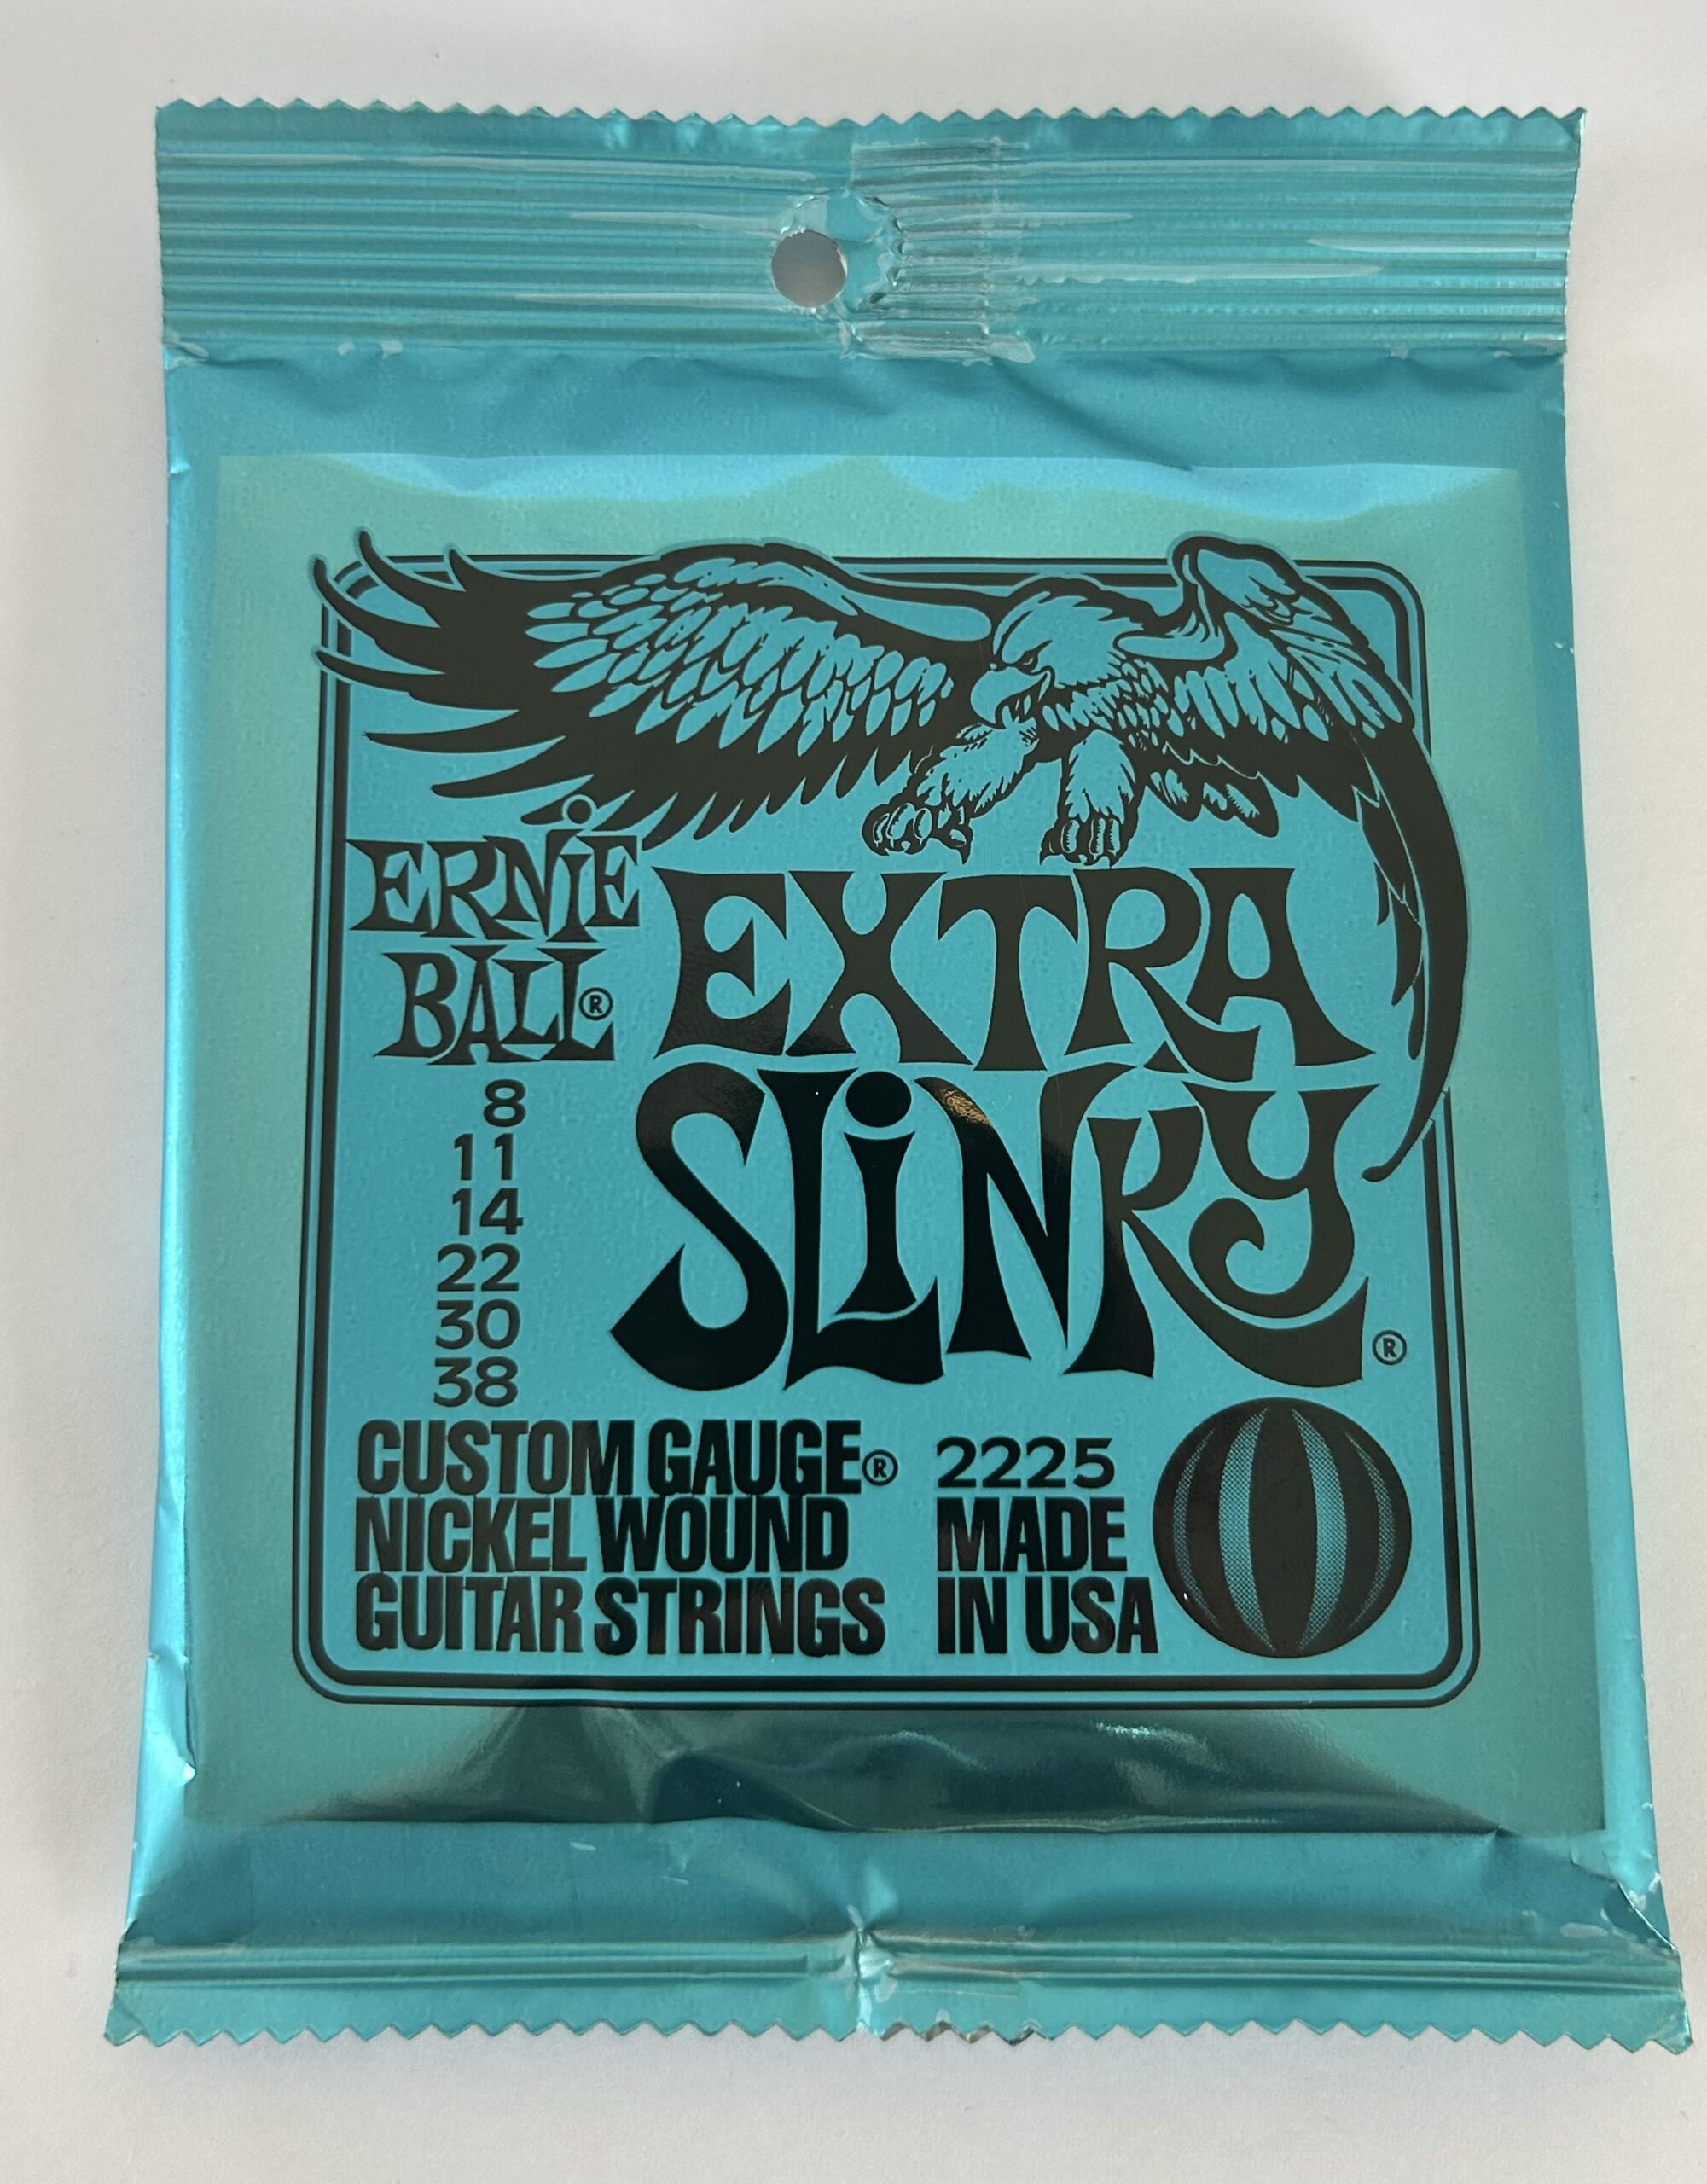 ERNiE
BALL®
EXTRA
SLiNKY®
8
11
14
22
30
38
CUSTOM GAUGE®
NICKEL WOUND
GUITAR STRINGS
2225
MADE
IN USA